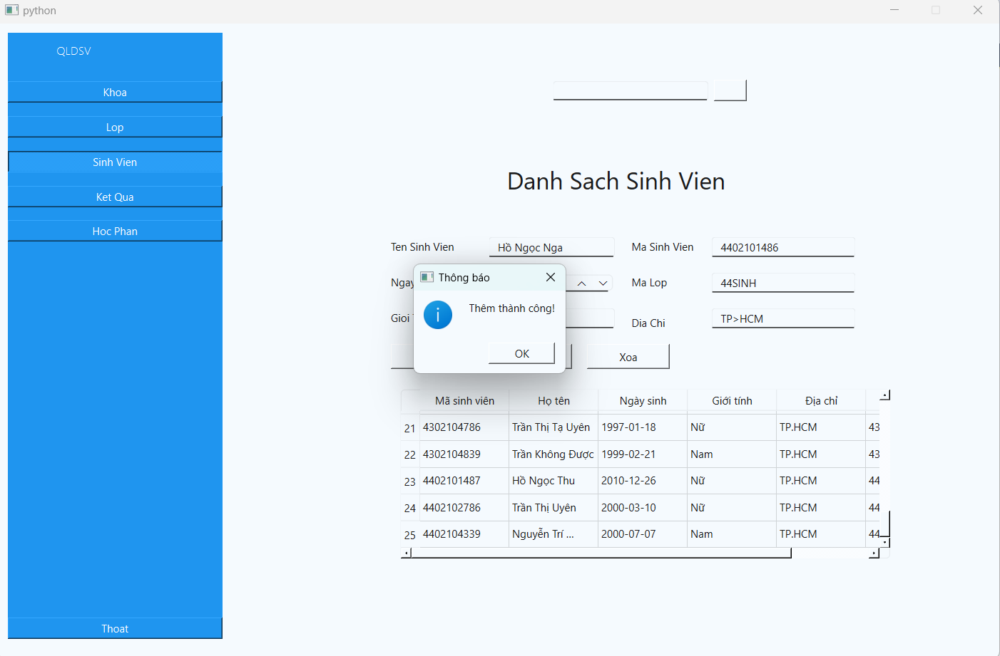 python
QLDSV
Khoa
Lop
Sinh Vien
Ket Qua
Hoc Phan
Thoat
Danh Sach Sinh Vien
Ten Sinh Vien Hồ Ngọc Nga Ma Sinh Vien 4402101486
Ngay Ma Lop 44SINH
Gioi Dia Chi TP>HCM
Xoa
Thông báo
Thêm thành công!
OK
Mã sinh viên Họ tên Ngày sinh Giới tính Địa chỉ
21 4302104786 Trần Thị Tạ Uyên 1997-01-18 Nữ TP.HCM 43
22 4302104839 Trần Không Được 1999-02-21 Nam TP.HCM 43
23 4402101487 Hồ Ngọc Thu 2010-12-26 Nữ TP.HCM 44
24 4402102786 Trần Thị Uyên 2000-03-10 Nữ TP.HCM 44
25 4402104339 Nguyễn Trí ... 2000-07-07 Nam TP.HCM 44